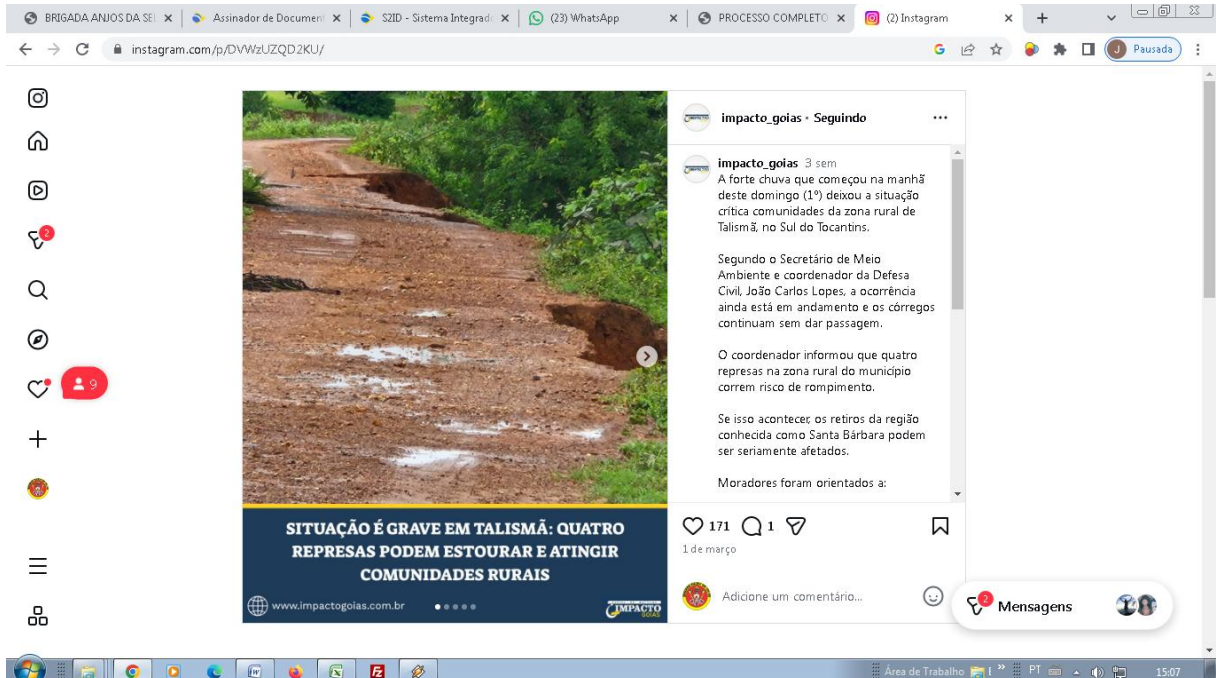 BRIGADA ANJOS DA SEL
Assinador de Document
S2ID - Sistema Integrad
(23) WhatsApp
PROCESSO COMPLETO
(2) Instagram
instagram.com/p/DVWzUZQD2KU/
J Pausada
impacto_goias • Seguindo
impacto_goias 3 sem
A forte chuva que começou na manhã
deste domingo (1º) deixou a situação
crítica comunidades da zona rural de
Talismã, no Sul do Tocantins.
Segundo o Secretário de Meio
Ambiente e coordenador da Defesa
Civil, João Carlos Lopes, a ocorrência
ainda está em andamento e os córregos
continuam sem dar passagem.
O coordenador informou que quatro
represas na zona rural do município
correm risco de rompimento.
Se isso acontecer, os retiros da região
conhecida como Santa Bárbara podem
ser seriamente afetados.
Moradores foram orientados a:
2
9
SITUAÇÃO É GRAVE EM TALISMÃ: QUATRO
REPRESAS PODEM ESTOURAR E ATINGIR
COMUNIDADES RURAIS
www.impactogoias.com.br
IMPACTO
GOIÁS
171 1
1 de março
Adicione um comentário...
2 Mensagens
Área de Trabalho
PT
15:07